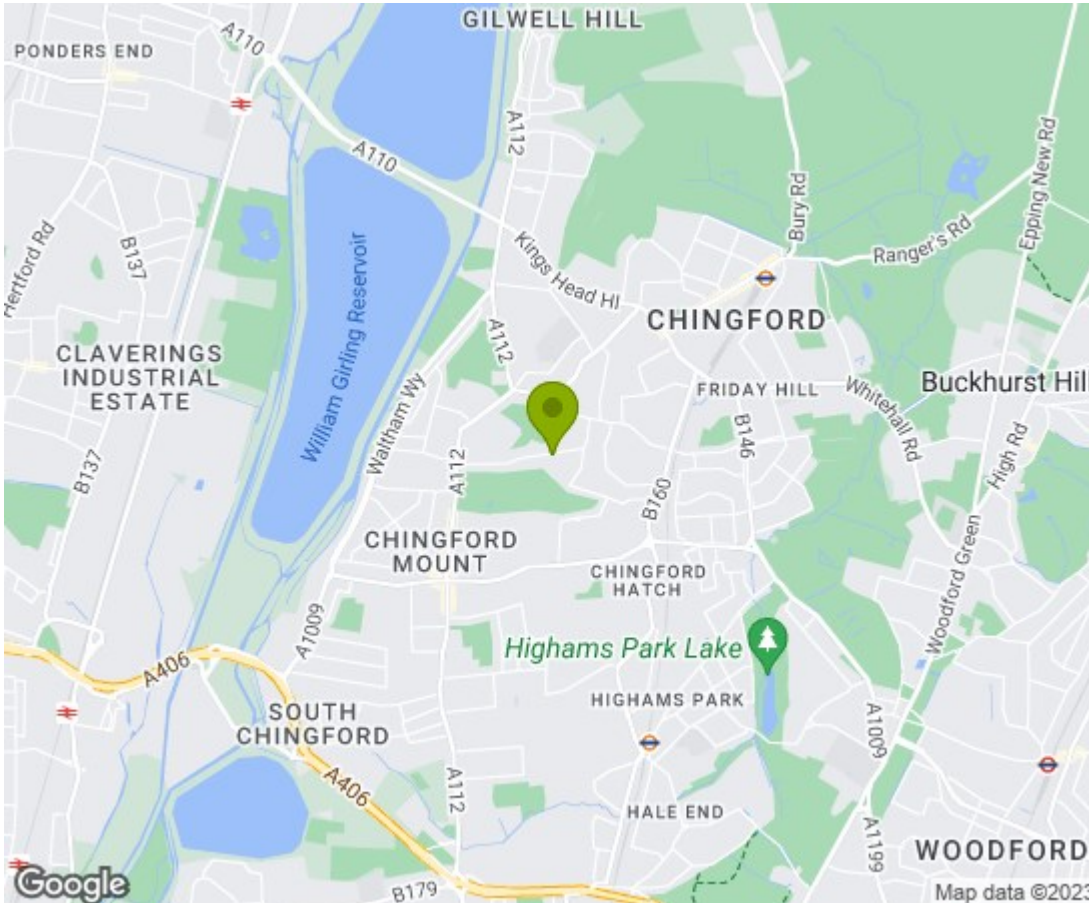 GILWELL HILL
A110
PONDERS END
A112
A110
Bury Rd
Epping New Rd
Ranger's Rd
Hertford Rd
B137
Kings Head Hl
William Girling Reservoir
CHINGFORD
A112
CLAVERINGS
INDUSTRIAL
ESTATE
Waltham Wy
FRIDAY HILL
Whitehall Rd
Buckhurst Hill
B146
High Rd
A112
B137
B160
CHINGFORD
MOUNT
Woodford Green
CHINGFORD
HATCH
A1009
Highams Park Lake
A406
HIGHAMS PARK
SOUTH
CHINGFORD
A1009
A406
A112
HALE END
A1199
WOODFORD
Google
B179
Map data ©2023